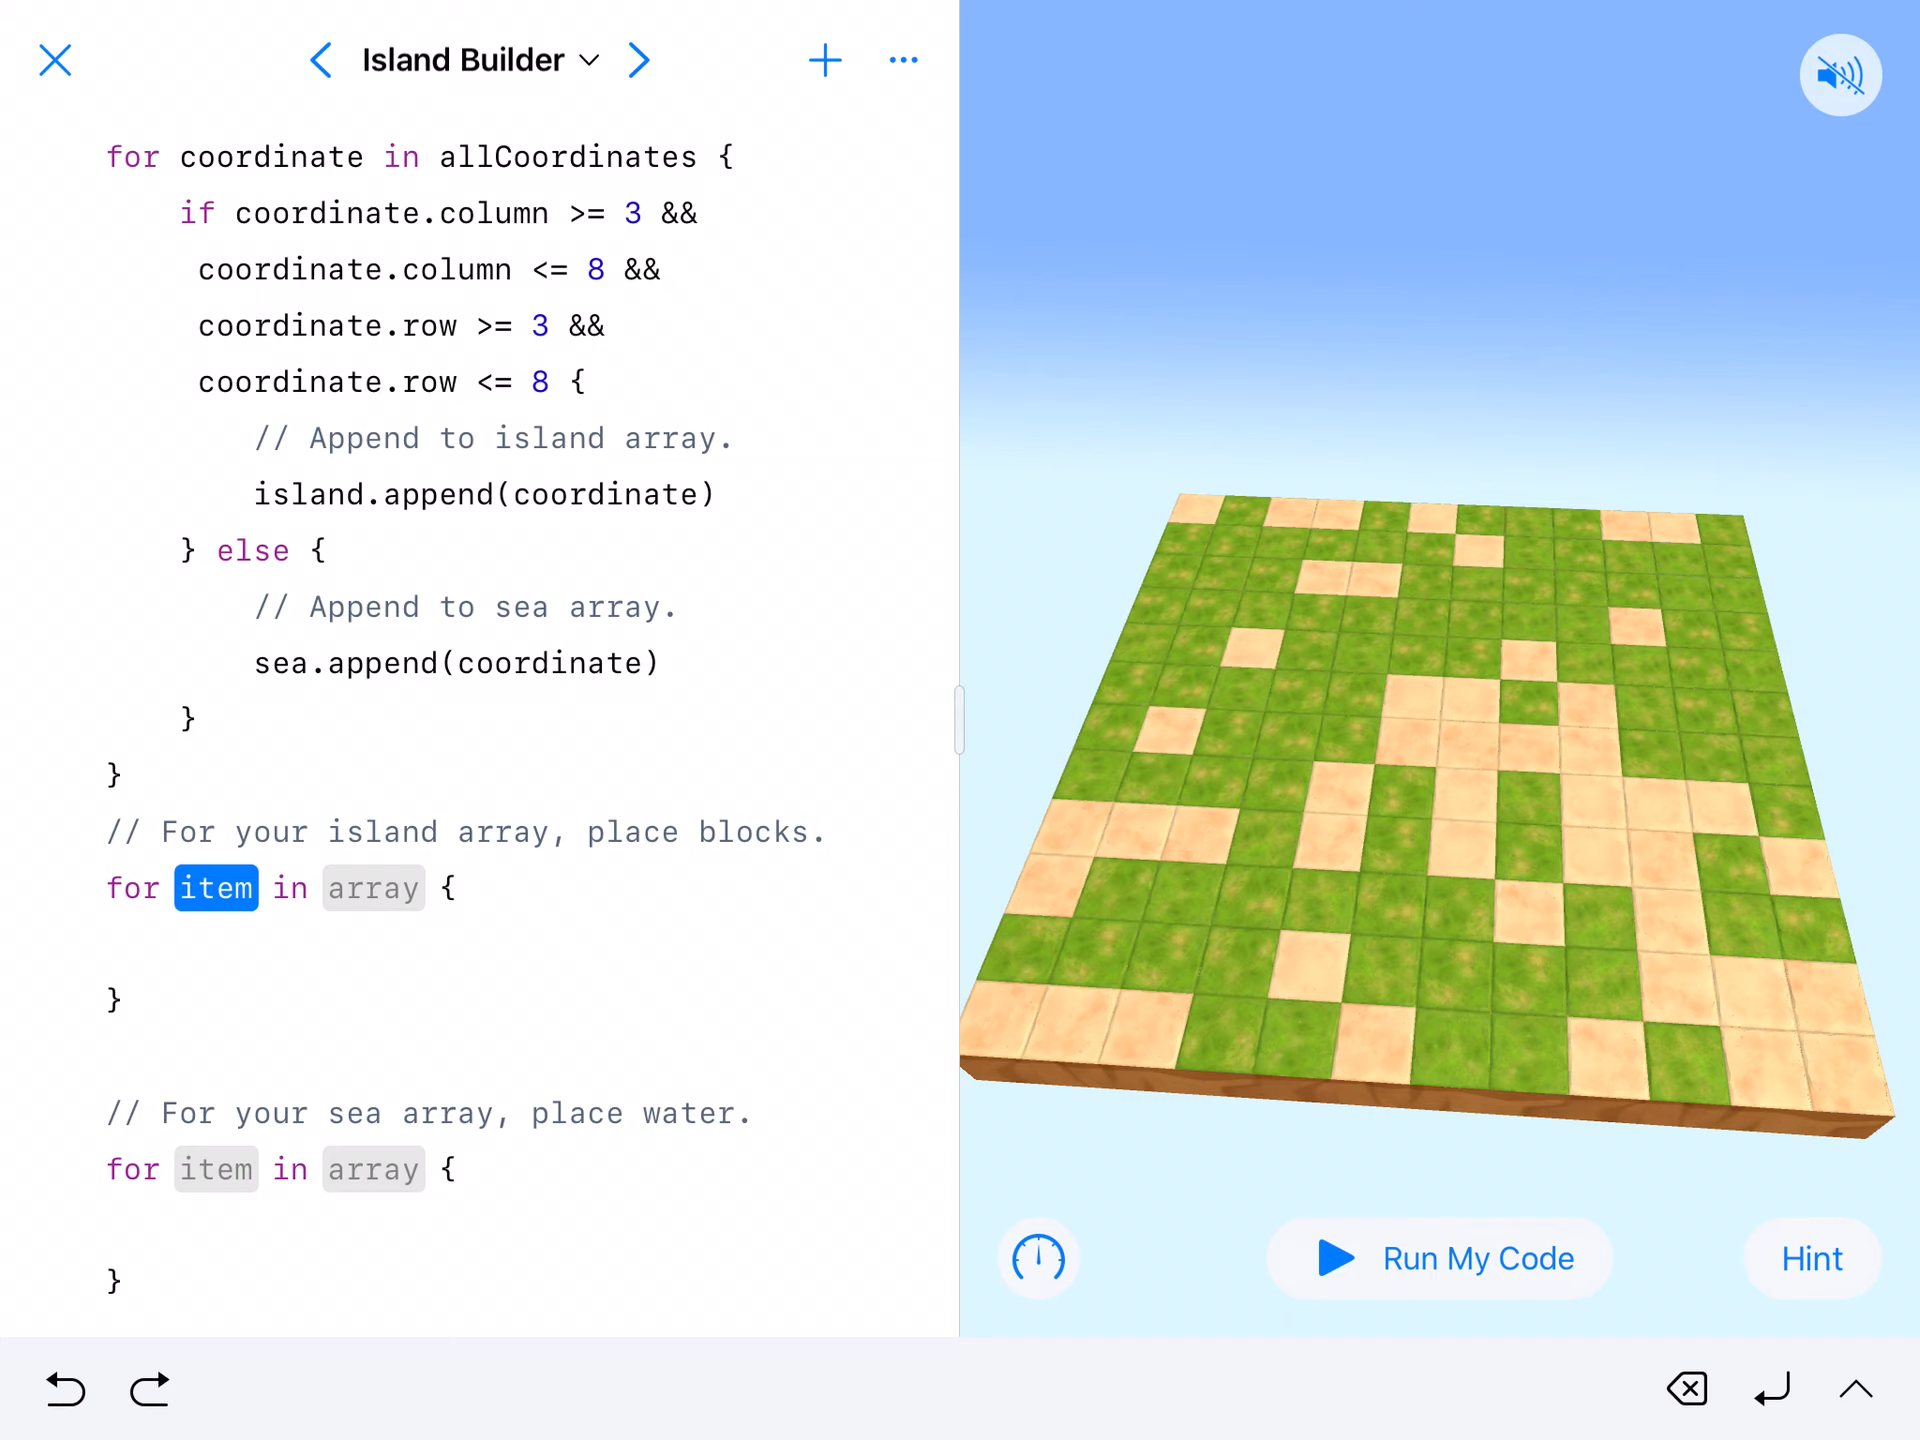 Island Builder
for coordinate in allCoordinates {
if coordinate.column >= 3 &&
coordinate.column <= 8 &&
coordinate.row >= 3 &&
coordinate.row <= 8 {
// Append to island array.
island.append(coordinate)
} else {
// Append to sea array.
sea.append(coordinate)
}
}
// For your island array, place blocks.
for item in array {
}
// For your sea array, place water.
for item in array {
}
Run My Code
Hint